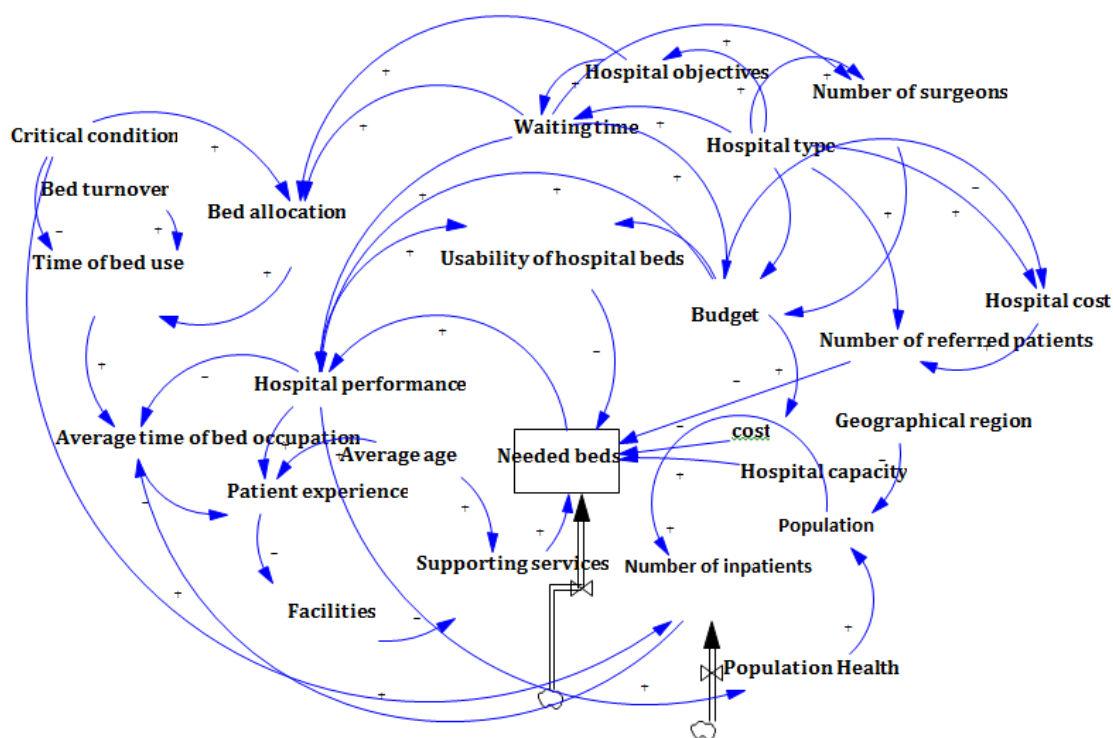 Hospital objectives
Number of surgeons
Waiting time
Critical condition
Hospital type
Bed turnover
Bed allocation
Time of bed use
Usability of hospital beds
Hospital cost
Budget
Number of referred patients
Hospital performance
Geographical region
cost
Average time of bed occupation
Average age
Needed beds
Hospital capacity
Patient experience
Population
Supporting services
Number of inpatients
Facilities
Population Health